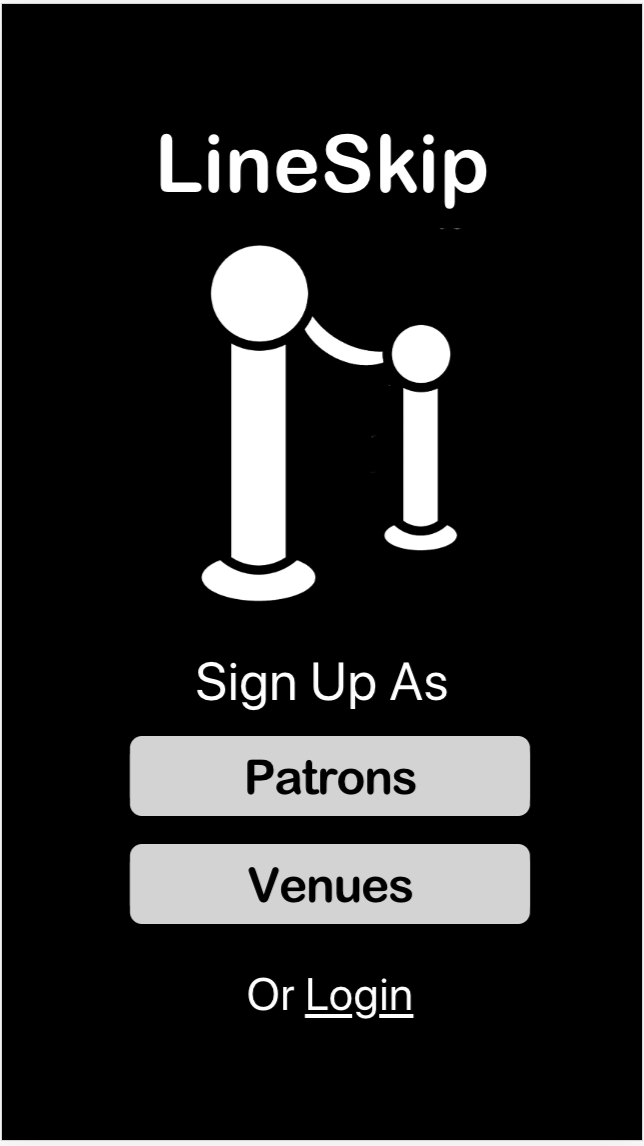 LineSkip
Sign Up As
Patrons
Venues
Or Login